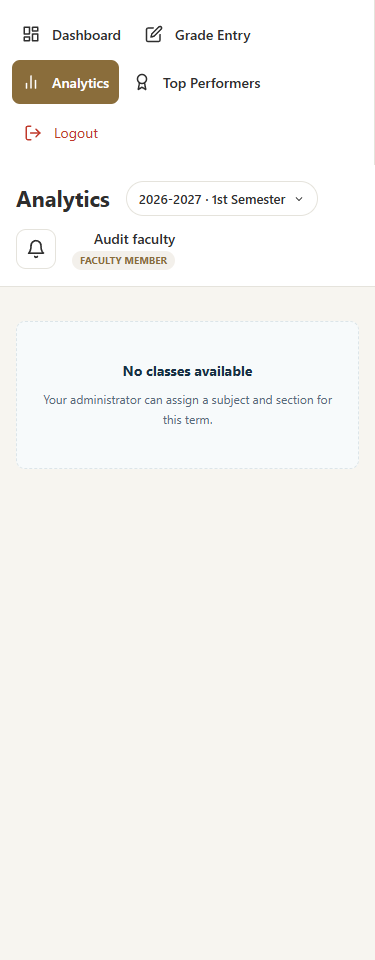 Dashboard
Grade Entry
Analytics
Top Performers
Logout
Analytics
2026-2027 · 1st Semester
Audit faculty
FACULTY MEMBER
No classes available
Your administrator can assign a subject and section for
this term.